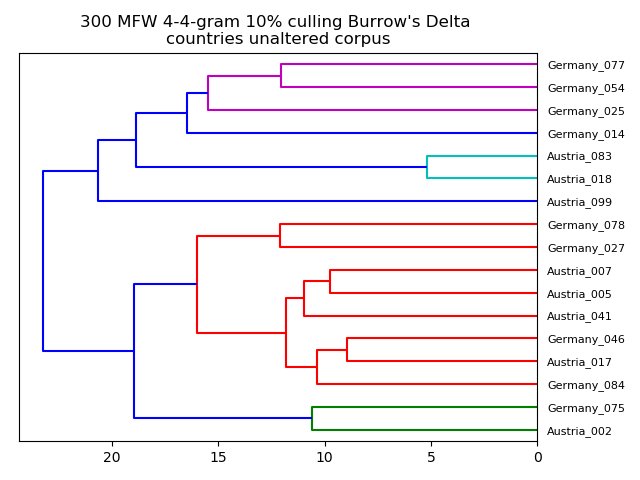 300 MFW 4-4-gram 10% culling Burrow's Delta
countries unaltered corpus
Germany_077
Germany_054
Germany_025
Germany_014
Austria_083
Austria_018
Austria_099
Germany_078
Germany_027
Austria_007
Austria_005
Austria_041
Germany_046
Austria_017
Germany_084
Germany_075
Austria_002
20 15 10 5 0